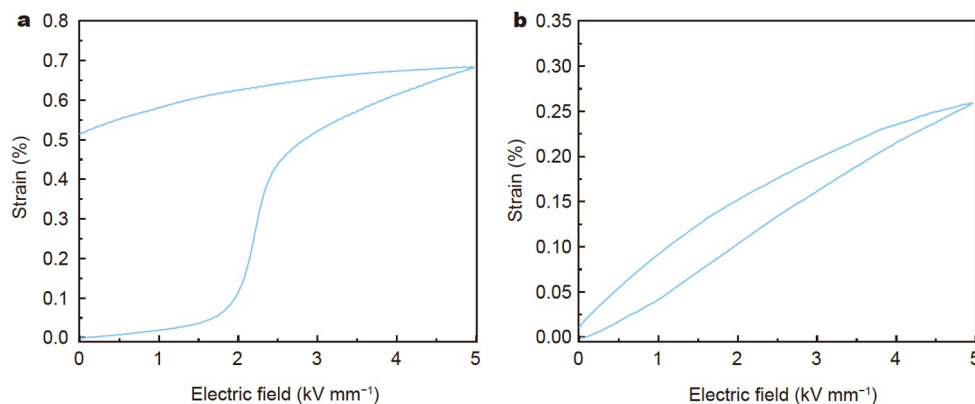 a
0.8
0.7
0.6
0.5
0.4
0.3
0.2
0.1
0.0
Strain (%)
0 1 2 3 4 5
Electric field (kV mm⁻¹)
b
0.35
0.30
0.25
0.20
0.15
0.10
0.05
0.00
Strain (%)
0 1 2 3 4 5
Electric field (kV mm⁻¹)